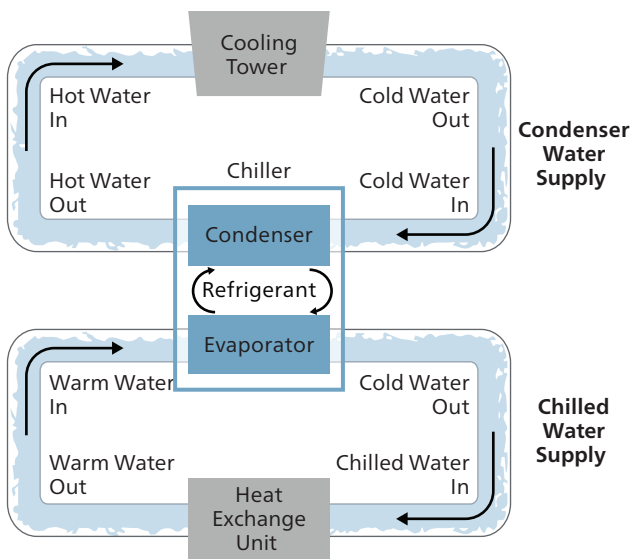 Cooling
Tower
Hot Water
In
Cold Water
Out
Condenser
Water
Supply
Hot Water
Out
Chiller
Cold Water
In
Condenser
Refrigerant
Evaporator
Warm Water
In
Cold Water
Out
Chilled
Water
Supply
Warm Water
Out
Chilled Water
In
Heat
Exchange
Unit